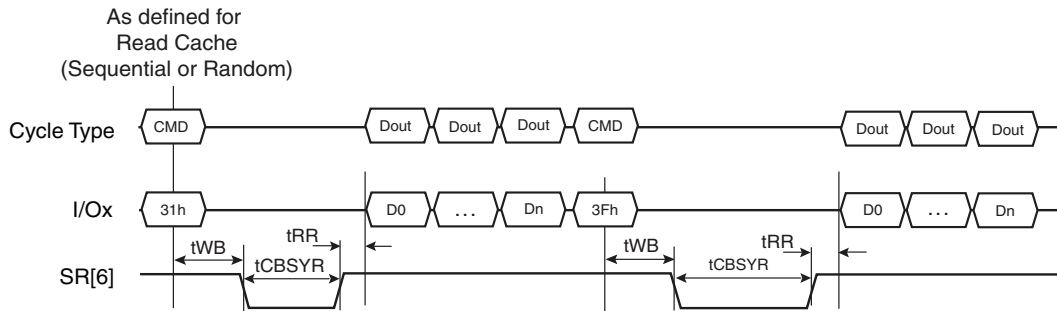 As defined for
Read Cache
(Sequential or Random)
Cycle Type CMD Dout Dout Dout CMD Dout Dout Dout
I/Ox 31h D0 ... Dn 3Fh D0 ... Dn
tWB tRR tWB tRR
tCBSYR tCBSYR
SR[6]